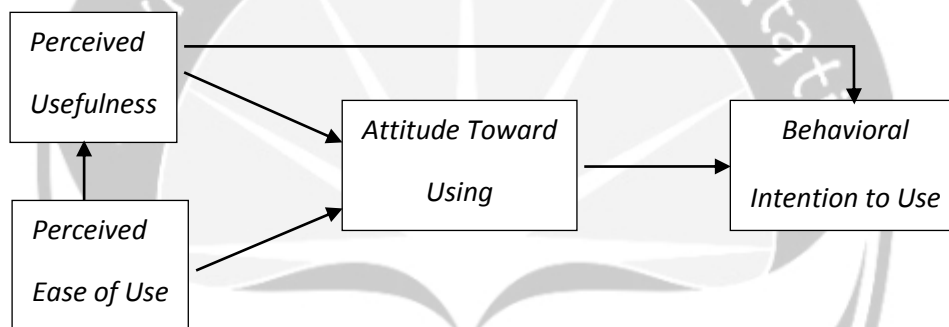 Perceived
Usefulness
Attitude Toward
Using
Behavioral
Intention to Use
Perceived
Ease of Use